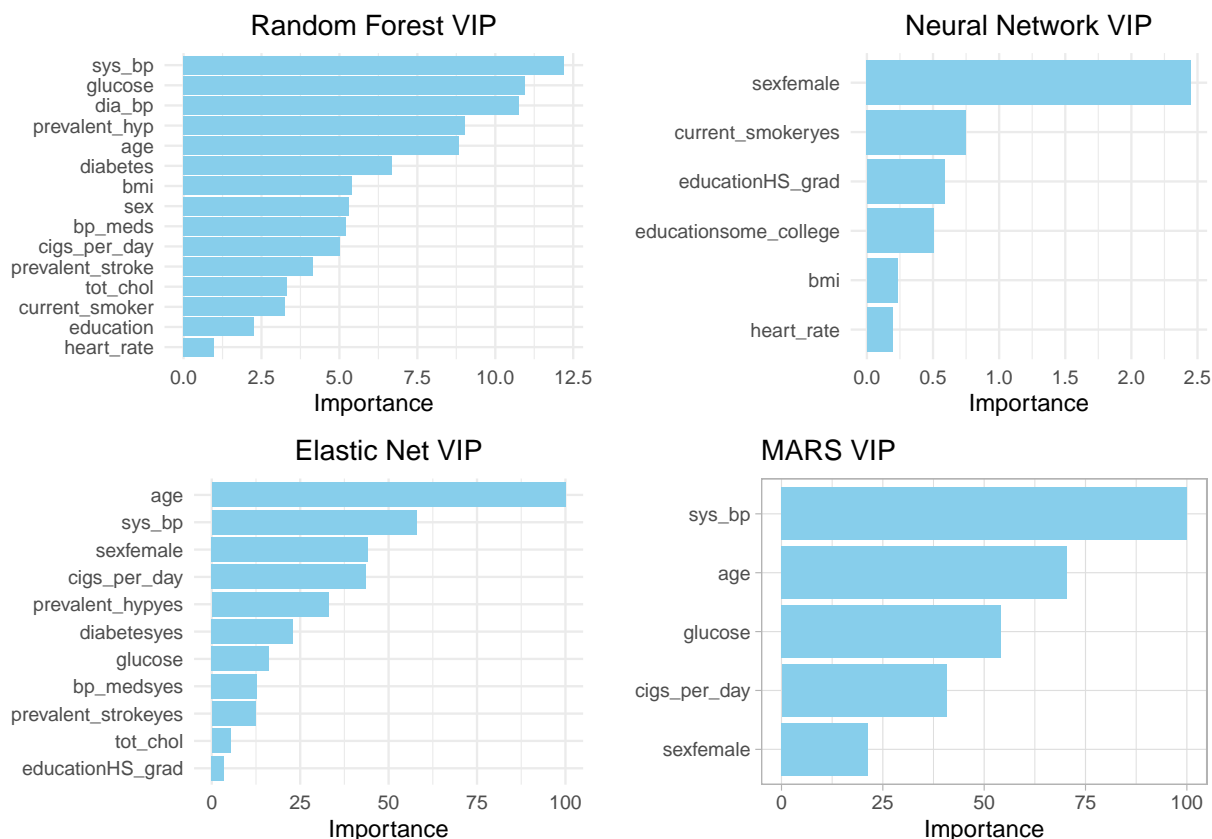 Random Forest VIP
sys_bp
glucose
dia_bp
prevalent_hyp
age
diabetes
bmi
sex
bp_meds
cigs_per_day
prevalent_stroke
tot_chol
current_smoker
education
heart_rate
0.0 2.5 5.0 7.5 10.0 12.5
Importance
Neural Network VIP
sexfemale
current_smokeryes
educationHS_grad
educationsome_college
bmi
heart_rate
0.0 0.5 1.0 1.5 2.0 2.5
Importance
Elastic Net VIP
age
sys_bp
sexfemale
cigs_per_day
prevalent_hypyes
diabetesyes
glucose
bp_medsyes
prevalent_strokeyes
tot_chol
educationHS_grad
0 25 50 75 100
Importance
MARS VIP
sys_bp
age
glucose
cigs_per_day
sexfemale
0 25 50 75 100
Importance